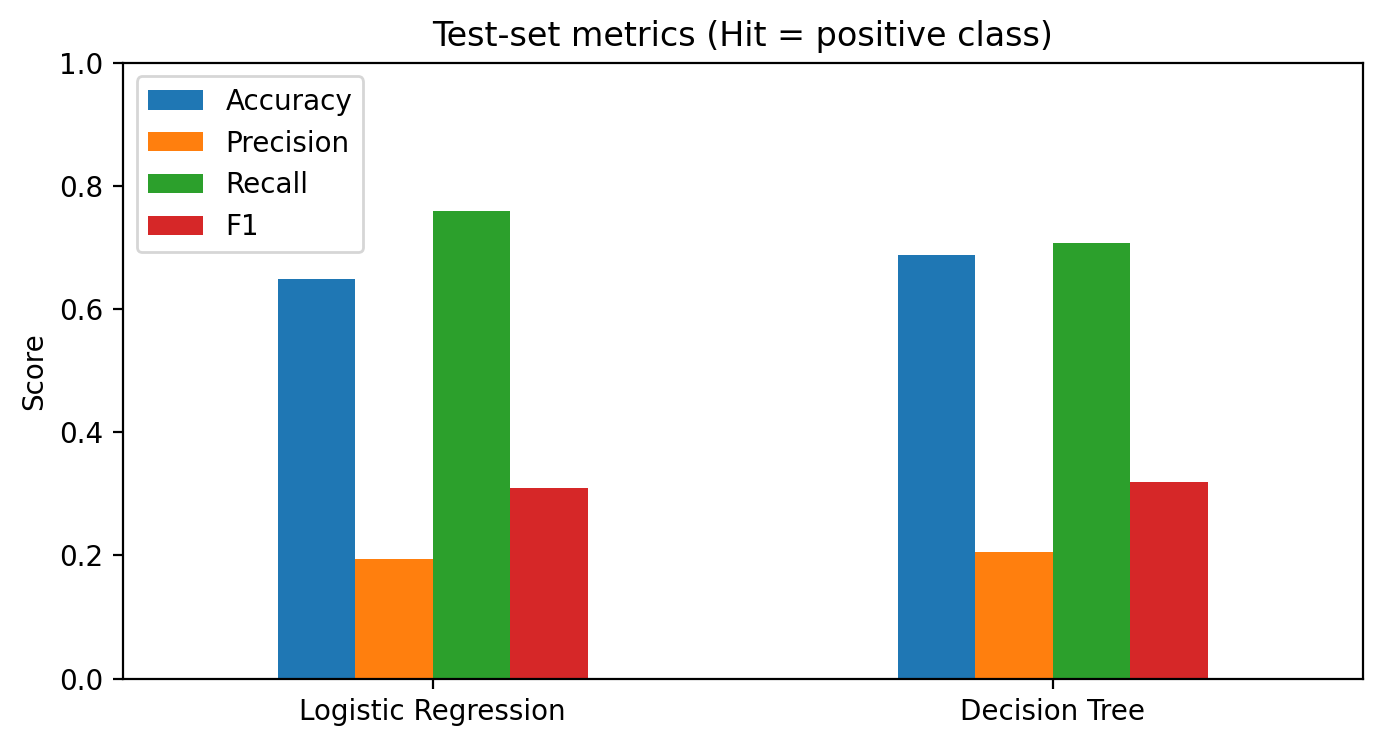 Test-set metrics (Hit = positive class)
1.0
0.8
0.6
0.4
0.2
0.0
Score
Accuracy
Precision
Recall
F1
Logistic Regression
Decision Tree